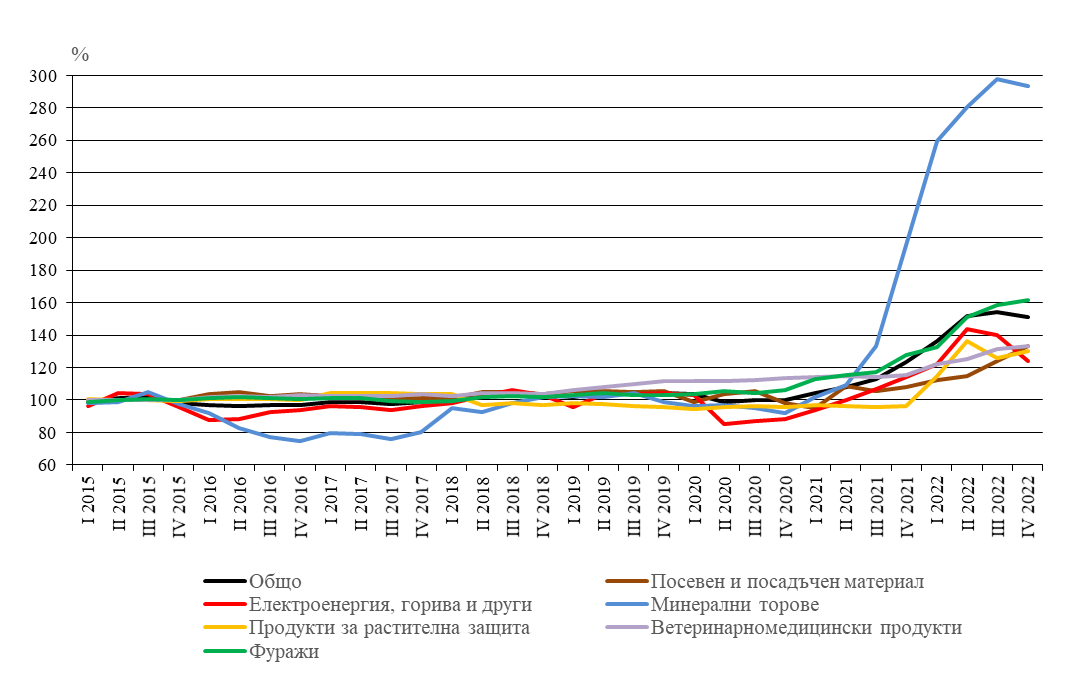 %
300
280
260
240
220
200
180
160
140
120
100
80
60
I 2015
II 2015
III 2015
IV 2015
I 2016
II 2016
III 2016
IV 2016
I 2017
II 2017
III 2017
IV 2017
I 2018
II 2018
III 2018
IV 2018
I 2019
II 2019
III 2019
IV 2019
I 2020
II 2020
III 2020
IV 2020
I 2021
II 2021
III 2021
IV 2021
I 2022
II 2022
III 2022
IV 2022
Общо
Посевен и посадъчен материал
Електроенергия, горива и други
Минерални торове
Продукти за растителна защита
Ветеринарномедицински продукти
Фуражи